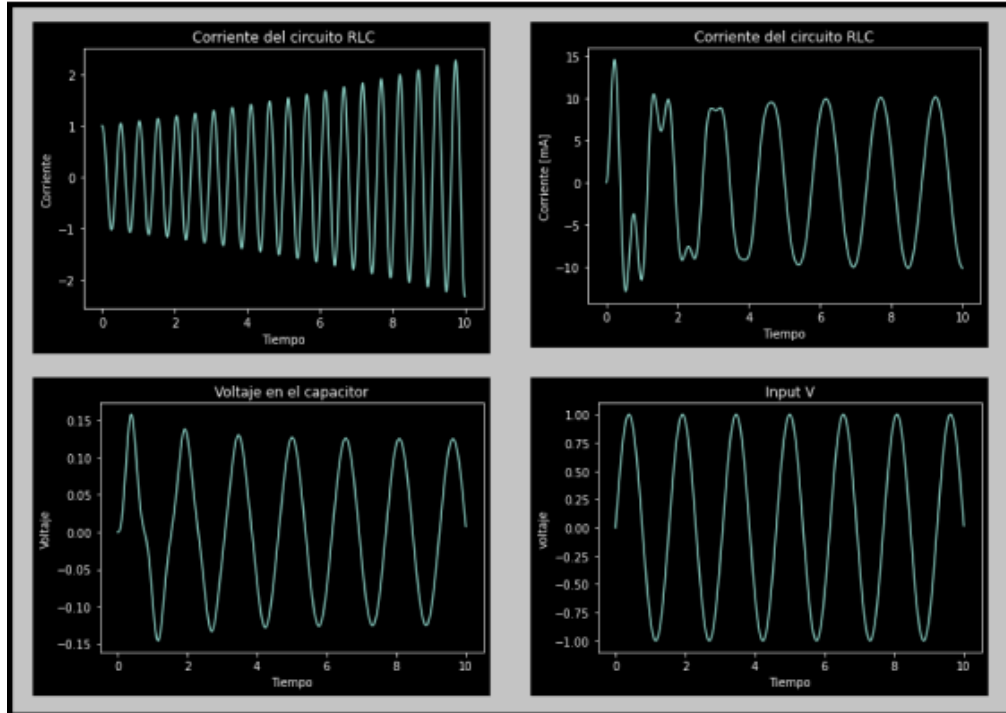 Corriente del circuito RLC
2
1
0
−1
−2
Corriente
0 2 4 6 8 10
Tiempo
Corriente del circuito RLC
15
10
5
0
−5
−10
Corriente [mA]
0 2 4 6 8 10
Tiempo
Voltaje en el capacitor
0.15
0.10
0.05
0.00
−0.05
−0.10
−0.15
Voltaje
0 2 4 6 8 10
Tiempo
Input V
1.00
0.75
0.50
0.25
0.00
−0.25
−0.50
−0.75
−1.00
voltaje
0 2 4 6 8 10
Tiempo